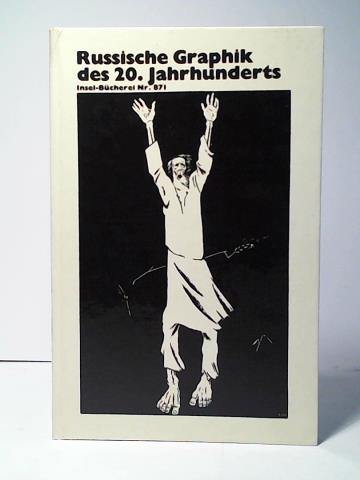 Russische Graphik
des 20. Jahrhunderts
Insel-Bücherei Nr. 871